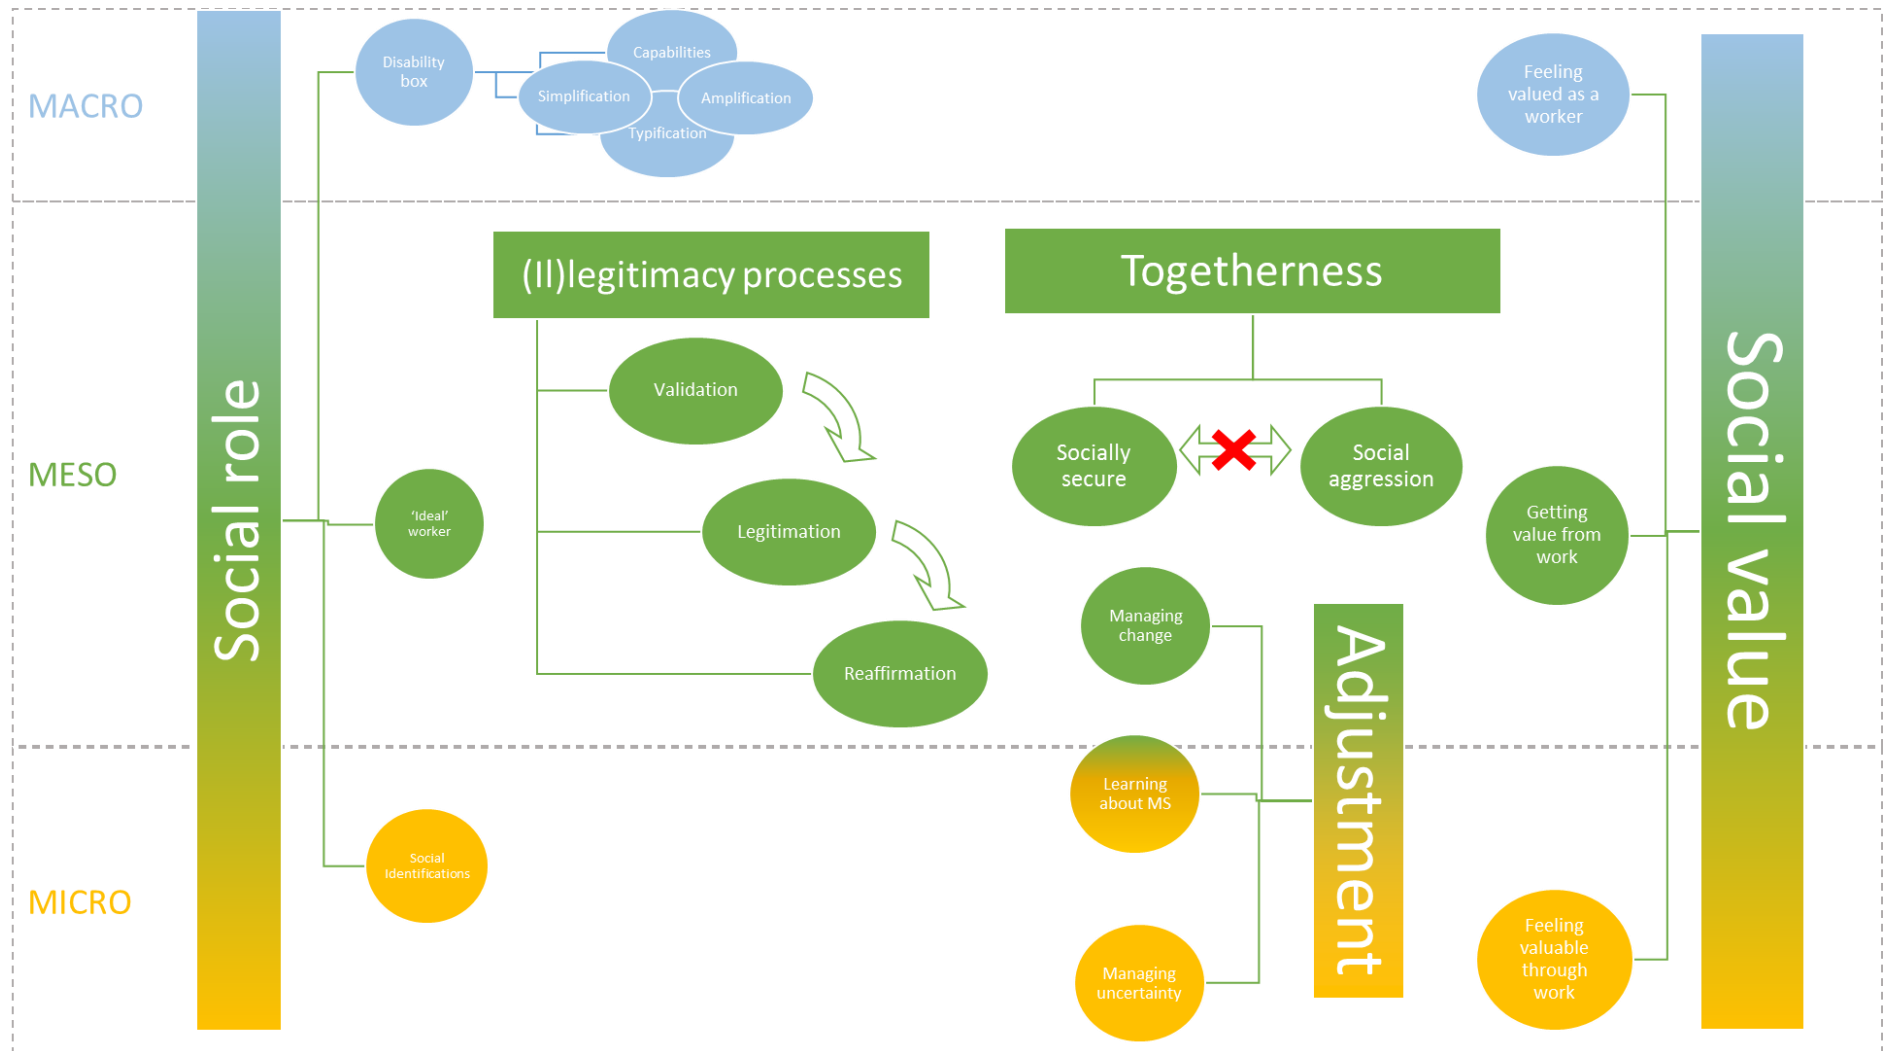 MACRO
MESO
MICRO
Social role
Disability
box
Capabilities
Simplification
Amplification
Typification
'Ideal'
worker
Social
Identifications
(Il)legitimacy processes
Validation
Legitimation
Reaffirmation
Togetherness
Socially
secure
Social
aggression
Managing
change
Learning
about MS
Managing
uncertainty
Adjustment
Feeling
valued as a
worker
Getting
value from
work
Feeling
valuable
through
work
Social value